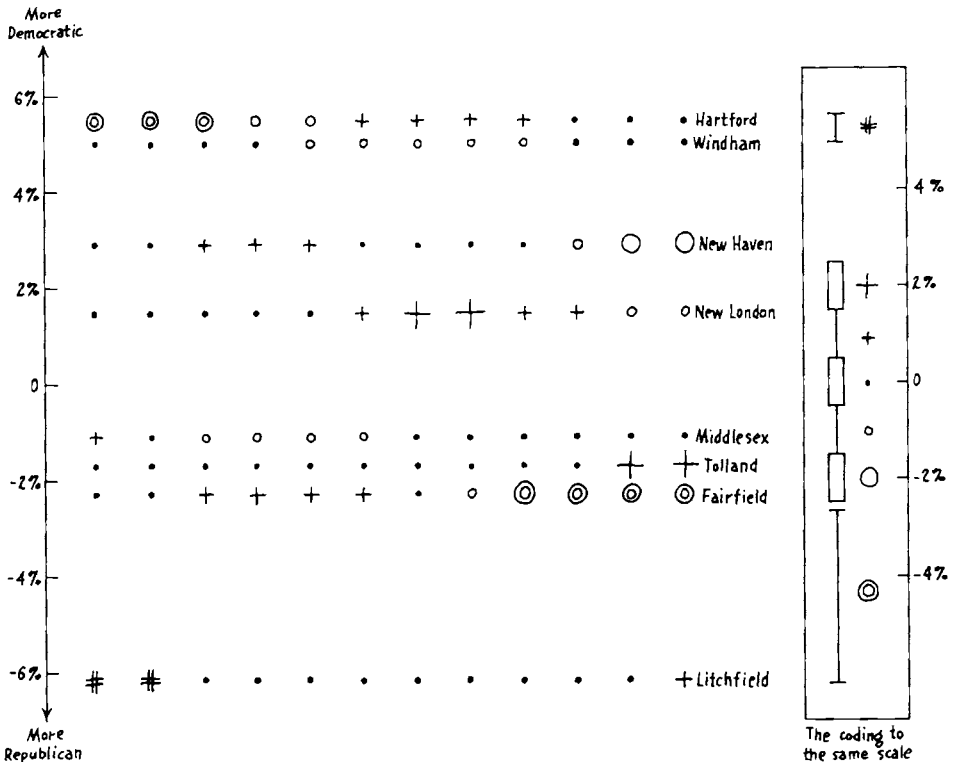 More
Democratic
6%
4%
2%
0
-2%
-4%
-6%
More
Republican
Hartford
Windham
New Haven
New London
Middlesex
Tolland
Fairfield
Litchfield
4%
2%
0
-2%
-4%
The coding to
the same scale